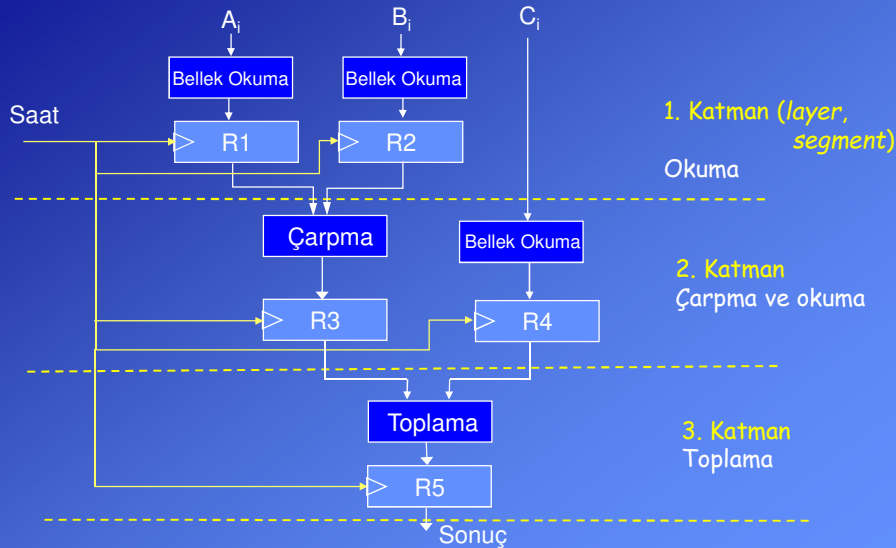 Ai
Bi
Ci
Bellek Okuma
Bellek Okuma
Saat
R1
R2
1. Katman (layer,
segment)
Okuma
Çarpma
Bellek Okuma
2. Katman
Çarpma ve okuma
R3
R4
Toplama
3. Katman
Toplama
R5
Sonuç